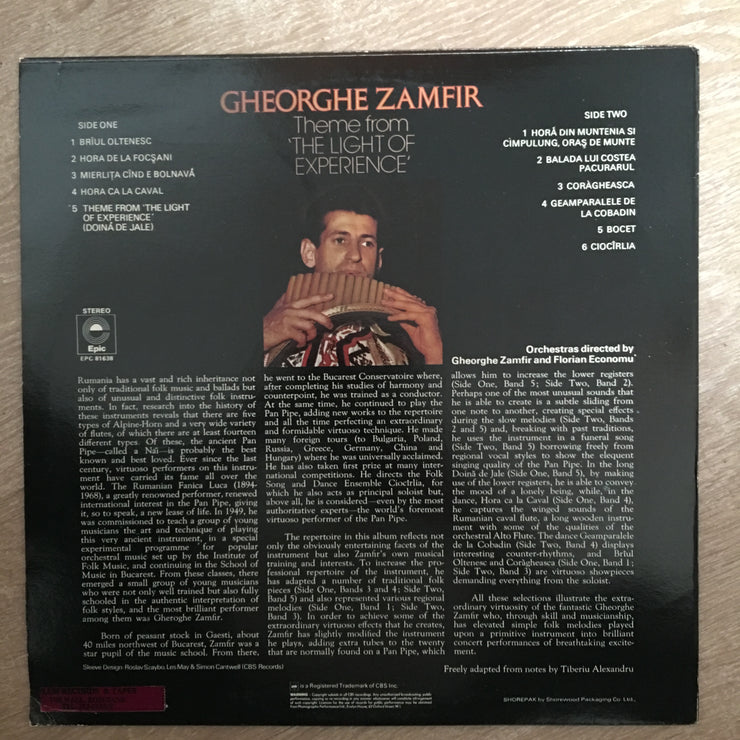 GHEORGHE ZAMFIR
Theme from
'THE LIGHT OF
EXPERIENCE'
SIDE ONE
1 BRÎUL OLTENESC
2 HORA DE LA FOCŞANI
3 MIERLIŢA CÎND E BOLNAVĂ
4 HORA CA LA CAVAL
5 THEME FROM 'THE LIGHT
OF EXPERIENCE'
(DOINĂ DE JALE)
SIDE TWO
1 HORĂ DIN MUNTENIA SI
CÎMPULUNG, ORAŞ DE MUNTE
2 BALADA LUI COSTEA
PACURARUL
3 CORĂGHEASCA
4 GEAMPARALELE DE
LA COBADIN
5 BOCET
6 CIOCÎRLIA
STEREO
Epic
EPC 81638
Orchestras directed by
Gheorghe Zamfir and Florian Economu
Rumania has a vast and rich inheritance not
only of traditional folk music and ballads but
also of unusual and distinctive folk instru-
ments. In fact, research into the history of
these instruments reveals that there are five
types of Alpine-Horn and a very wide variety
of flutes, of which there are at least fourteen
different types. Of these, the ancient Pan
Pipe—called a Năi—is probably the best
known and best loved. Ever since the last
century, virtuoso performers on this instru-
ment have carried its fame all over the
world. The Rumanian Fanica Luca (1894-
1968), a greatly renowned performer, renewed
international interest in the Pan Pipe, giving
it, so to speak, a new lease of life. In 1949, he
was commissioned to teach a group of young
musicians the art and technique of playing
this very ancient instrument, in a special
experimental programme for popular
orchestral music set up by the Institute of
Folk Music, and continuing in the School of
Music in Bucarest. From these classes, there
emerged a small group of young musicians
who were not only well trained but also fully
schooled in the authentic interpretation of
folk styles, and the most brilliant performer
among them was Gheroghe Zamfir.
Born of peasant stock in Gaesti, about
40 miles northwest of Bucarest, Zamfir was a
star pupil of the music school. From there,
he went to the Bucarest Conservatoire where,
after completing his studies of harmony and
counterpoint, he was trained as a conductor.
At the same time, he continued to play the
Pan Pipe, adding new works to the repertoire
and all the time perfecting an extraordinary
and formidable virtuoso technique. He made
many foreign tours (to Bulgaria, Poland,
Russia, Greece, Germany, China and
Hungary) where he was universally acclaimed.
He has also taken first prize at many inter-
national competitions. He directs the Folk
Song and Dance Ensemble Ciocîrlia, for
which he also acts as principal soloist but,
above all, he is considered—even by the most
authoritative experts—the world's foremost
virtuoso performer of the Pan Pipe.
The repertoire in this album reflects not
only the obviously entertaining facets of the
instrument but also Zamfir's own musical
training and interests. To increase the pro-
fessional repertoire of the instrument, he
has adapted a number of traditional folk
pieces (Side One, Bands 3 and 4; Side Two,
Band 5) and also represented various regional
melodies (Side One, Band 1; Side Two,
Band 3). In order to achieve some of the
extraordinary virtuoso effects that he creates,
Zamfir has slightly modified the instrument
he plays, adding extra tubes to the twenty
that are normally found on a Pan Pipe, which
allows him to increase the lower registers
(Side One, Band 5; Side Two, Band 2).
Perhaps one of the most unusual sounds that
he is able to create is a subtle sliding from
one note to another, creating special effects
during the slow melodies (Side Two, Bands
2 and 5) and, breaking with past traditions,
he uses the instrument in a funeral song
(Side Two, Band 5) borrowing freely from
regional vocal styles to show the elequent
singing quality of the Pan Pipe. In the long
Doină de Jale (Side One, Band 5), by making
use of the lower registers, he is able to convey
the mood of a lonely being, while, in the
dance, Hora ca la Caval (Side One, Band 4),
he captures the winged sounds of the
Rumanian caval flute, a long wooden instru-
ment with some of the qualities of the
orchestral Alto Flute. The dance Geamparalele
de la Cobadin (Side Two, Band 4) displays
interesting counter-rhythms, and Brîul
Oltenesc and Corăgheasca (Side One, Band 1;
Side Two, Band 3) are virtuoso showpieces
demanding everything from the soloist.
All these selections illustrate the extra-
ordinary virtuosity of the fantastic Gheorghe
Zamfir who, through skill and musicianship,
has elevated simple folk melodies played
upon a primitive instrument into brilliant
concert performances of breathtaking excite-
ment.
Freely adapted from notes by Tiberiu Alexandru
Sleeve Design: Roslav Szaybo, Les May & Simon Cantwell (CBS Records)
is a Registered Trademark of CBS Inc.
SHOREPAK by Shorewood Packaging Co Ltd.,